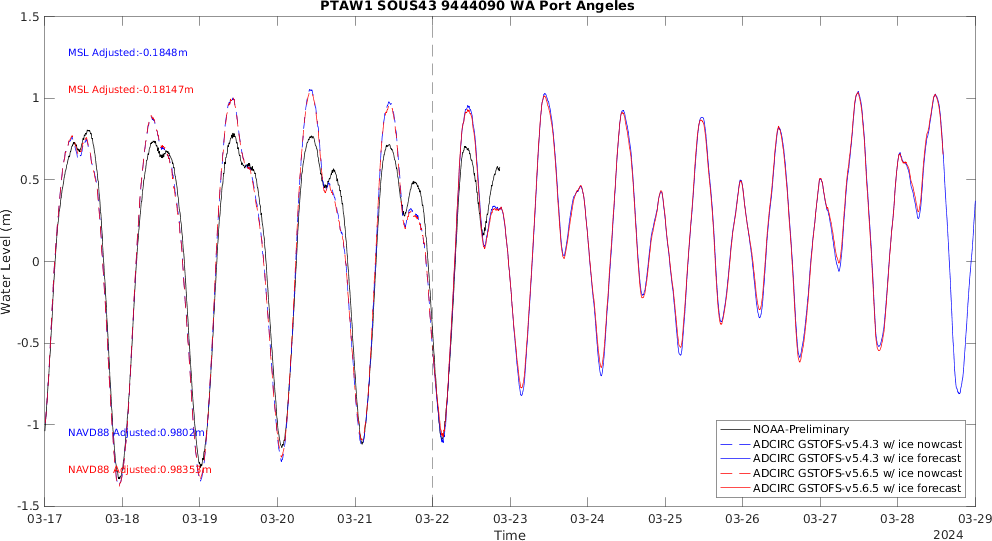 PTAW1 SOUS43 9444090 WA Port Angeles
1.5
1
0.5
0
-0.5
-1
-1.5
Water Level (m)
MSL Adjusted:-0.1848m
MSL Adjusted:-0.18147m
NAVD88 Adjusted:0.9802m
NAVD88 Adjusted:0.98353m
NOAA-Preliminary
ADCIRC GSTOFS-v5.4.3 w/ ice nowcast
ADCIRC GSTOFS-v5.4.3 w/ ice forecast
ADCIRC GSTOFS-v5.6.5 w/ ice nowcast
ADCIRC GSTOFS-v5.6.5 w/ ice forecast
03-17 03-18 03-19 03-20 03-21 03-22 03-23 03-24 03-25 03-26 03-27 03-28 03-29
Time
2024